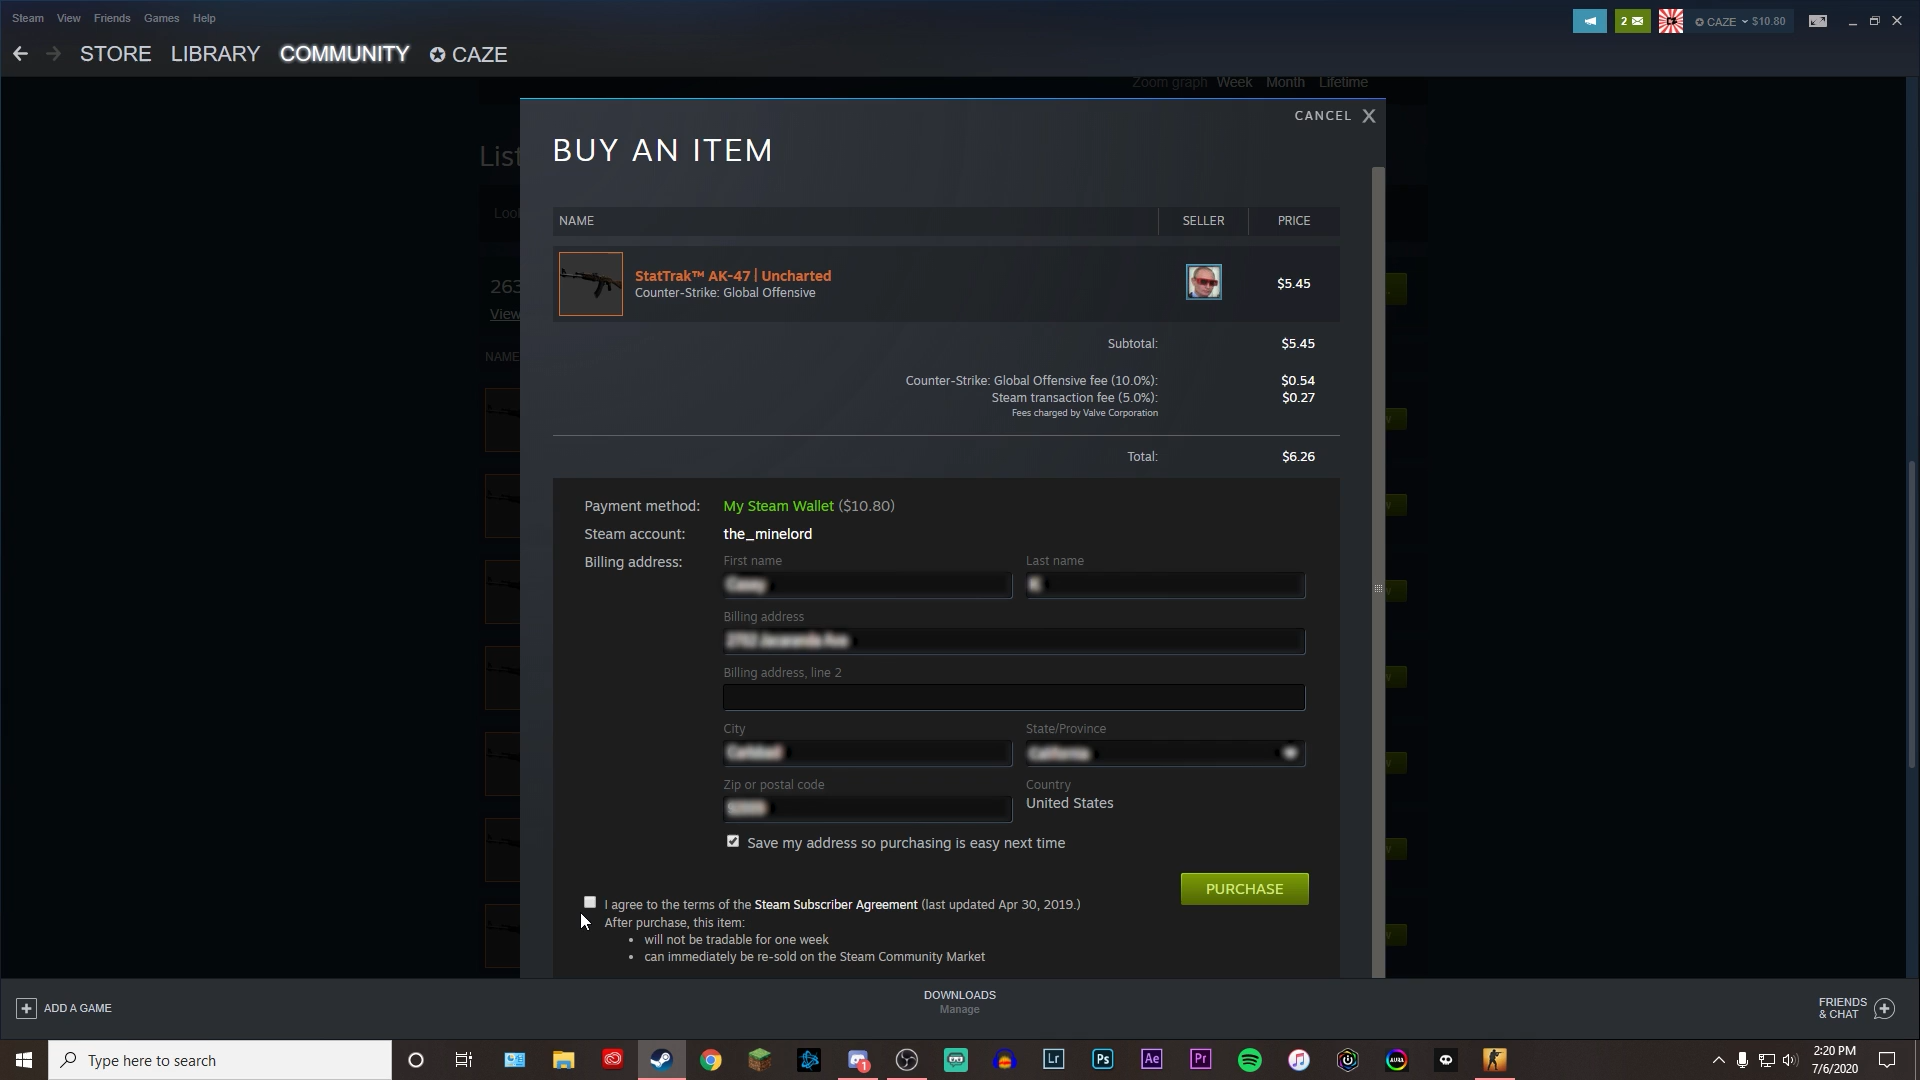 Steam View Friends Games Help
2
CAZE $10.80
STORE LIBRARY COMMUNITY CAZE
Zoom graph Week Month Lifetime
CANCEL X
BUY AN ITEM
NAME SELLER PRICE
StatTrak™ AK-47 | Uncharted
Counter-Strike: Global Offensive
$5.45
Subtotal: $5.45
Counter-Strike: Global Offensive fee (10.0%): $0.54
Steam transaction fee (5.0%): $0.27
Fees charged by Valve Corporation
Total: $6.26
263
View
NAME
Payment method: My Steam Wallet ($10.80)
Steam account: the_minelord
Billing address: First name Last name
Billing address
Billing address, line 2
City State/Province
Zip or postal code Country
United States
Save my address so purchasing is easy next time
PURCHASE
I agree to the terms of the Steam Subscriber Agreement (last updated Apr 30, 2019.)
After purchase, this item:
• will not be tradable for one week
• can immediately be re-sold on the Steam Community Market
ADD A GAME
DOWNLOADS
Manage
FRIENDS
& CHAT
Type here to search
1
Lr Ps Ae Pr
2:20 PM
7/6/2020